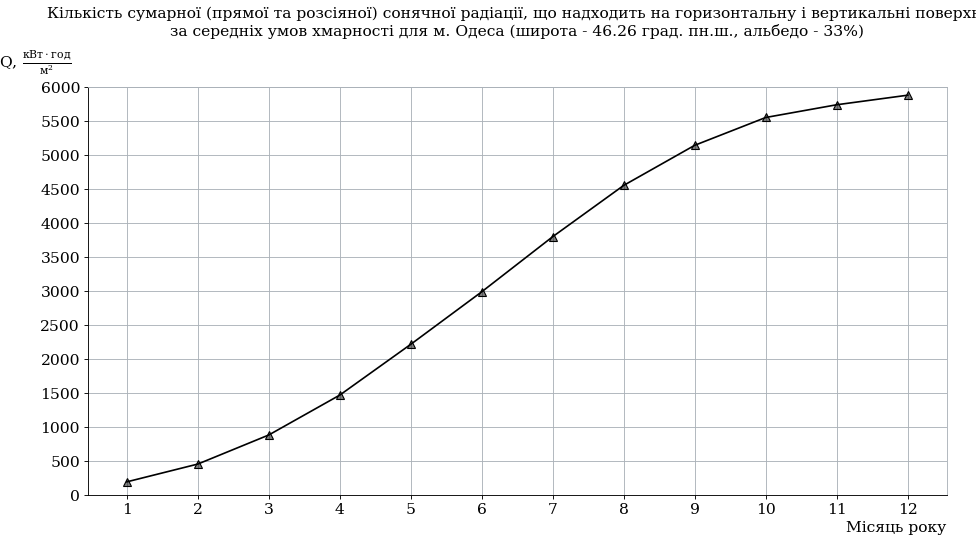 Кількість сумарної (прямої та розсіяної) сонячної радіації, що надходить на горизонтальну і вертикальні
за середніх умов хмарності для м. Одеса (широта - 46.26 град. пн.ш., альбедо - 33%)
Q, кВт · год / м²
6000
5500
5000
4500
4000
3500
3000
2500
2000
1500
1000
500
0
1 2 3 4 5 6 7 8 9 10 11 12
Місяць року